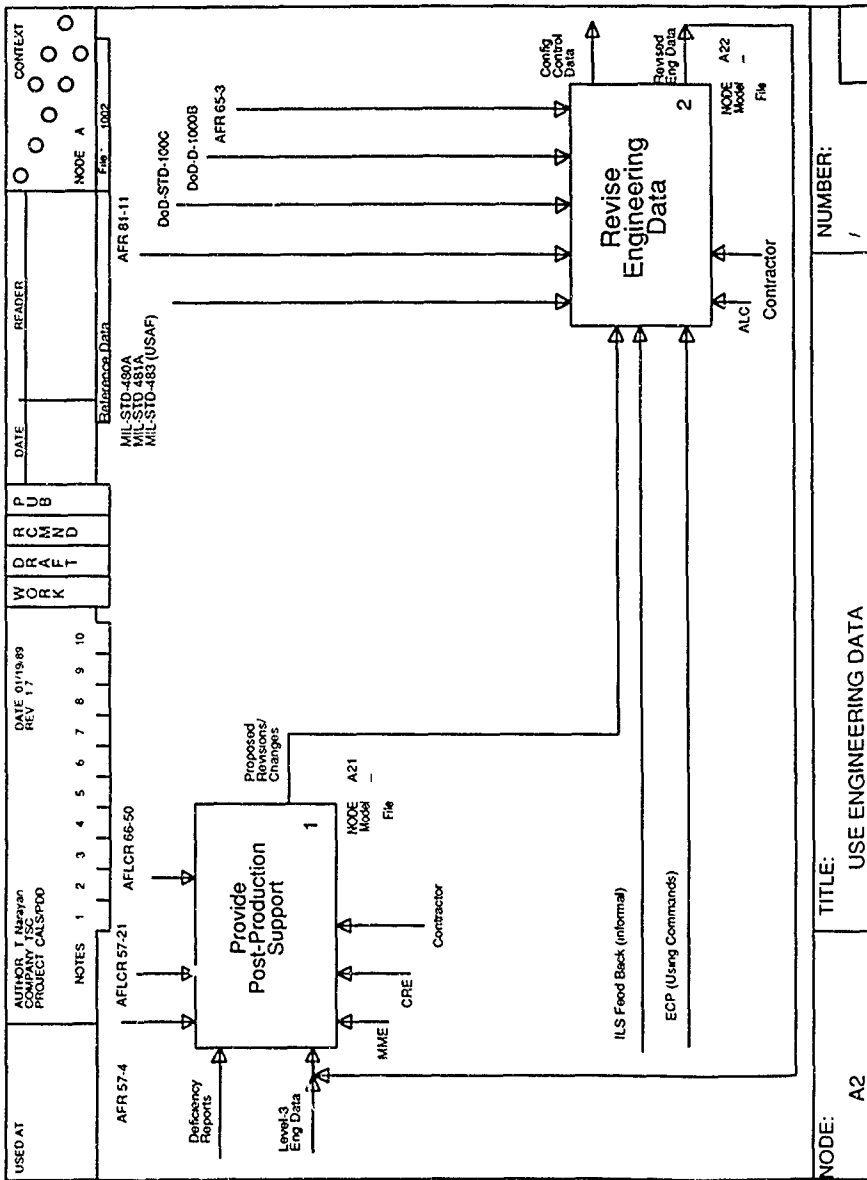 USED AT
AUTHOR T Narayan
COMPANY TSC
PROJECT CALS/PDD
DATE 01/19/89
REV 1.7
NOTES 1 2 3 4 5 6 7 8 9 10
WORK
DRAFT
RCMND
PUB
DATE
READER
CONTEXT
NODE A
File 1002
Reference Data
AFR 57-4
AFLCR 57-21
AFLCR 66-50
MIL-STD-480A
MIL-STD 481A
MIL-STD-483 (USAF)
AFR 81-11
DoD-STD-100C
DoD-D-1000B
AFR 65-3
Deficiency
Reports
Level-3
Eng Data
Provide
Post-Production
Support
1
Proposed
Revisions/
Changes
NODE A21
Model –
File
MME
CRE
Contractor
ILS Feed Back (informal)
ECP (Using Commands)
Revise
Engineering
Data
2
Config
Control
Data
Revised
Eng Data
NODE A22
Model –
File
ALC
Contractor
NODE:
A2
TITLE:
USE ENGINEERING DATA
NUMBER:
/